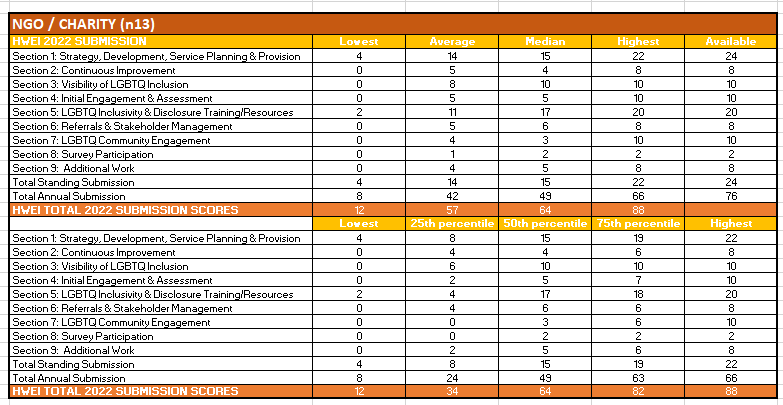 NGO / CHARITY (n13)
HWEI 2022 SUBMISSION Lowest Average Median Highest Available
Section 1: Strategy, Development, Service Planning & Provision 4 14 15 22 24
Section 2: Continuous Improvement 0 5 4 8 8
Section 3: Visibility of LGBTQ Inclusion 0 8 10 10 10
Section 4: Initial Engagement & Assessment 0 5 5 10 10
Section 5: LGBTQ Inclusivity & Disclosure Training/Resources 2 11 17 20 20
Section 6: Referrals & Stakeholder Management 0 5 6 8 8
Section 7: LGBTQ Community Engagement 0 4 3 10 10
Section 8: Survey Participation 0 1 2 2 2
Section 9: Additional Work 0 4 5 8 8
Total Standing Submission 4 14 15 22 24
Total Annual Submission 8 42 49 66 76
HWEI TOTAL 2022 SUBMISSION SCORES 12 57 64 88
Lowest 25th percentile 50th percentile 75th percentile Highest
Section 1: Strategy, Development, Service Planning & Provision 4 8 15 19 22
Section 2: Continuous Improvement 0 4 4 6 8
Section 3: Visibility of LGBTQ Inclusion 0 6 10 10 10
Section 4: Initial Engagement & Assessment 0 2 5 7 10
Section 5: LGBTQ Inclusivity & Disclosure Training/Resources 2 4 17 18 20
Section 6: Referrals & Stakeholder Management 0 4 6 6 8
Section 7: LGBTQ Community Engagement 0 0 3 6 10
Section 8: Survey Participation 0 0 2 2 2
Section 9: Additional Work 0 2 5 6 8
Total Standing Submission 4 8 15 19 22
Total Annual Submission 8 24 49 63 66
HWEI TOTAL 2022 SUBMISSION SCORES 12 34 64 82 88